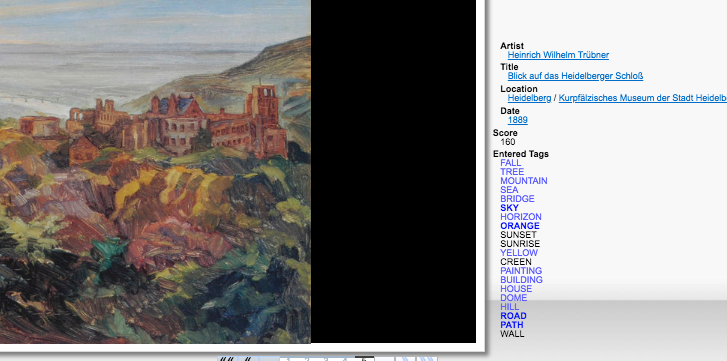 Artist
Heinrich Wilhelm Trübner
Title
Blick auf das Heidelberger Schloß
Location
Heidelberg / Kurpfälzisches Museum der Stadt Heidelb
Date
1889
Score
160
Entered Tags
FALL
TREE
MOUNTAIN
SEA
BRIDGE
SKY
HORIZON
ORANGE
SUNSET
SUNRISE
YELLOW
CREEN
PAINTING
BUILDING
HOUSE
DOME
HILL
ROAD
PATH
WALL